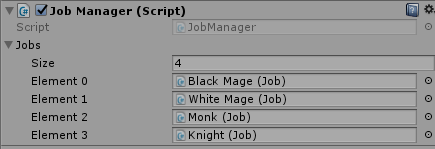 Job Manager (Script)
Script JobManager
Jobs
Size 4
Element 0 Black Mage (Job)
Element 1 White Mage (Job)
Element 2 Monk (Job)
Element 3 Knight (Job)